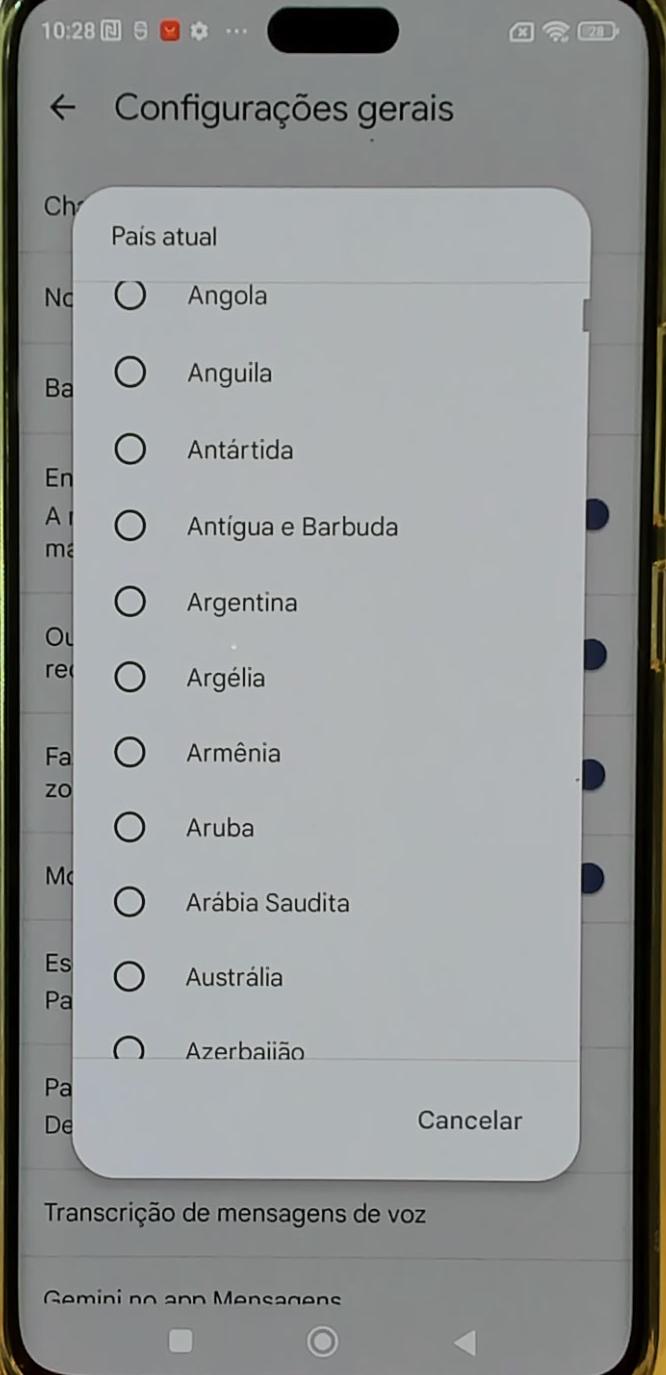 10:28
28
Configurações gerais
País atual
Angola
Anguila
Antártida
Antígua e Barbuda
Argentina
Argélia
Armênia
Aruba
Arábia Saudita
Austrália
Azerbaijão
Cancelar
Transcrição de mensagens de voz
Gemini no app Mensagens